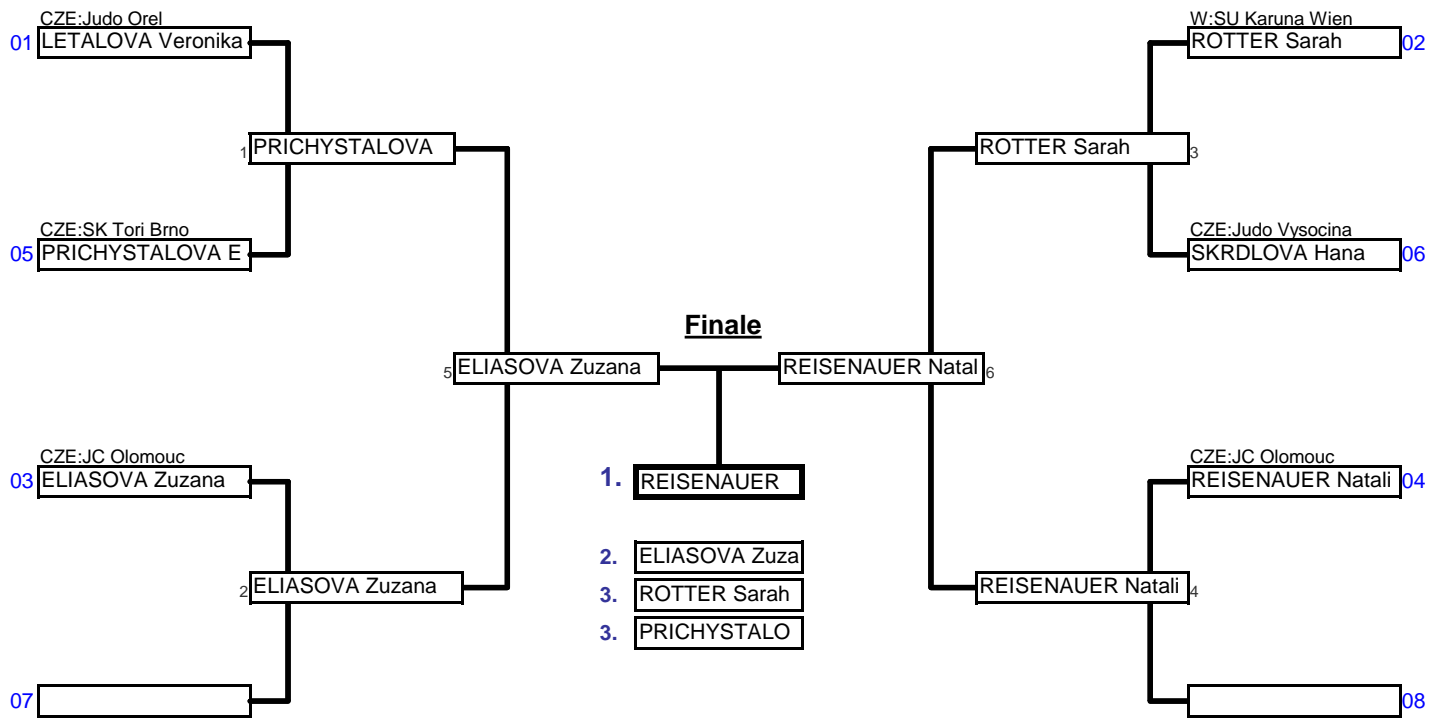 CZE:Judo Orel
01 LETALOVA Veronika
W:SU Karuna Wien
ROTTER Sarah 02
1 PRICHYSTALOVA
ROTTER Sarah 3
CZE:SK Tori Brno
05 PRICHYSTALOVA E
CZE:Judo Vysocina
SKRDLOVA Hana 06
Finale
5 ELIASOVA Zuzana
REISENAUER Natal 6
CZE:JC Olomouc
03 ELIASOVA Zuzana
CZE:JC Olomouc
REISENAUER Natali 04
1. REISENAUER
2. ELIASOVA Zuza
3. ROTTER Sarah
3. PRICHYSTALO
2 ELIASOVA Zuzana
REISENAUER Natali 4
07
08